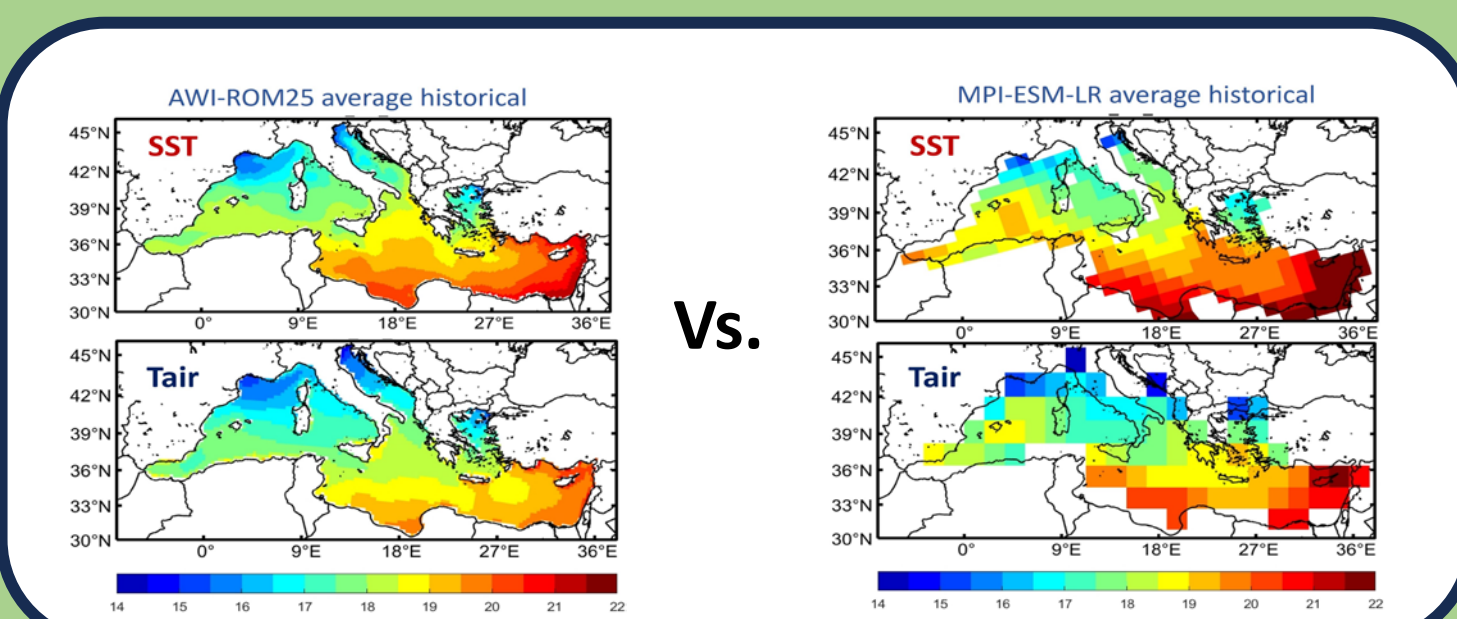 AWI-ROM25 average historical
SST
45°N
42°N
39°N
36°N
33°N
30°N
0° 9°E 18°E 27°E 36°E
Tair
45°N
42°N
39°N
36°N
33°N
30°N
0° 9°E 18°E 27°E 36°E
14 15 16 17 18 19 20 21 22
Vs.
MPI-ESM-LR average historical
SST
45°N
42°N
39°N
36°N
33°N
30°N
0° 9°E 18°E 27°E 36°E
Tair
45°N
42°N
39°N
36°N
33°N
30°N
0° 9°E 18°E 27°E 36°E
14 15 16 17 18 19 20 21 22